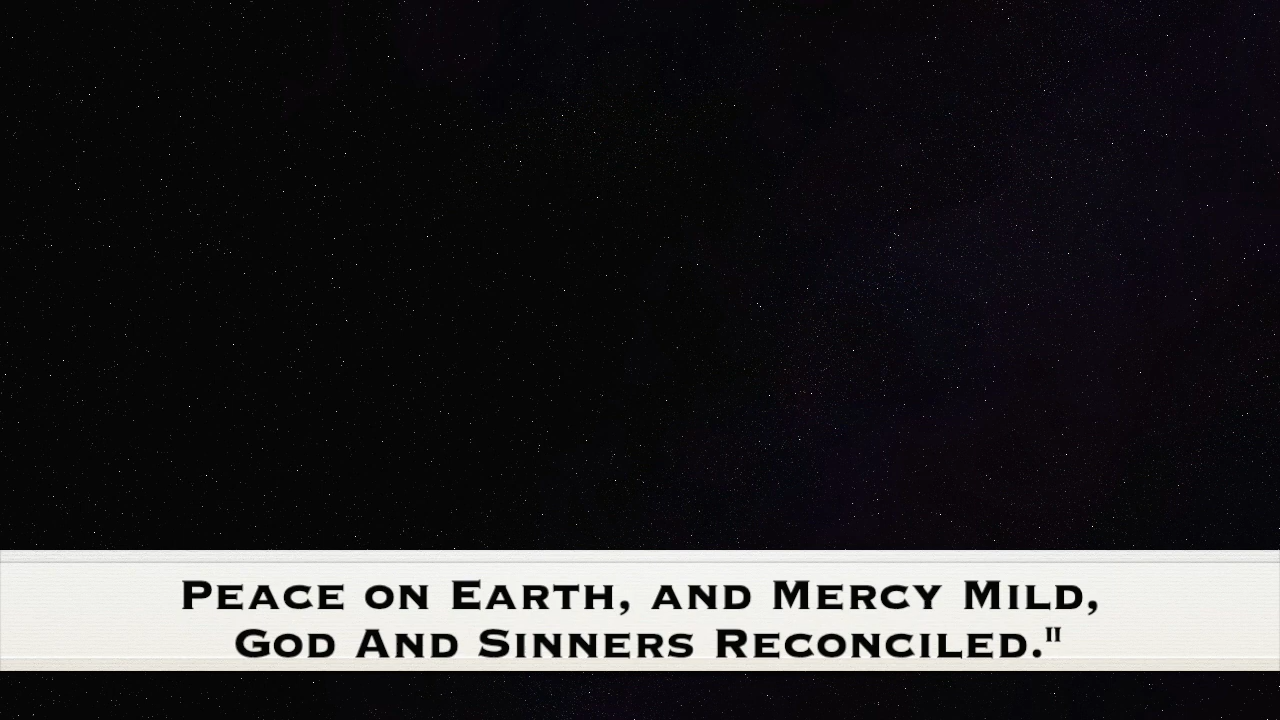 Peace on Earth, and Mercy Mild,
God And Sinners Reconciled."